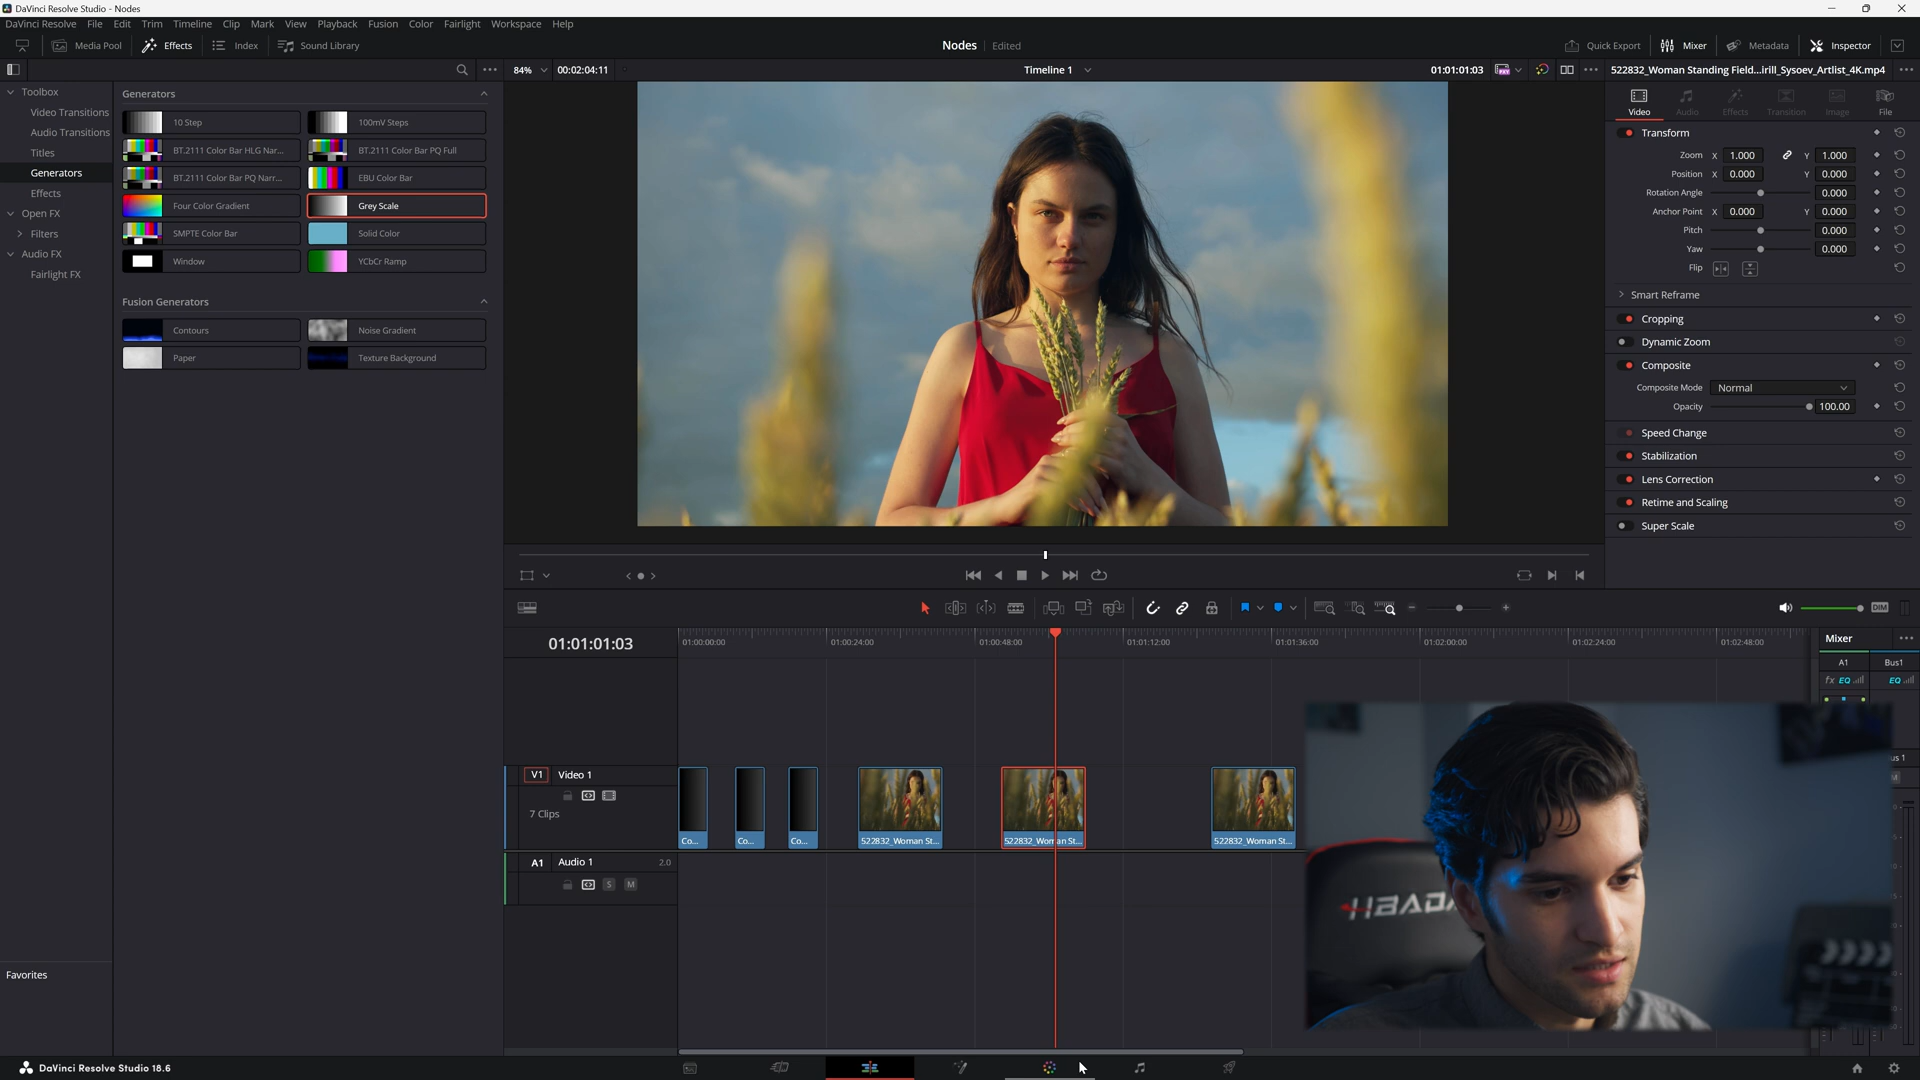 DaVinci Resolve Studio - Nodes
DaVinci Resolve File Edit Trim Timeline Clip Mark View Playback Fusion Color Fairlight Workspace Help
Media Pool Effects Index Sound Library
Nodes Edited
Quick Export Mixer Metadata Inspector
84% 00:02:04:11
Timeline 1
01:01:01:03
522832_Woman Standing Field...irill_Sysoev_Artlist_4K.mp4
Toolbox
Video Transitions
Audio Transitions
Titles
Generators
Effects
Open FX
Filters
Audio FX
Fairlight FX
Favorites
Generators
10 Step
100mV Steps
BT.2111 Color Bar HLG Nar...
BT.2111 Color Bar PQ Full
BT.2111 Color Bar PQ Narr...
EBU Color Bar
Four Color Gradient
Grey Scale
SMPTE Color Bar
Solid Color
Window
YCbCr Ramp
Fusion Generators
Contours
Noise Gradient
Paper
Texture Background
Video Audio Effects Transition Image File
Transform
Zoom X 1.000 Y 1.000
Position X 0.000 Y 0.000
Rotation Angle 0.000
Anchor Point X 0.000 Y 0.000
Pitch 0.000
Yaw 0.000
Flip
Smart Reframe
Cropping
Dynamic Zoom
Composite
Composite Mode Normal
Opacity 100.00
Speed Change
Stabilization
Lens Correction
Retime and Scaling
Super Scale
DIM
01:01:01:03
01:00:00:00 01:00:24:00 01:00:48:00 01:01:12:00 01:01:36:00 01:02:00:00 01:02:24:00 01:02:48:00
Mixer
A1 Bus1
fx EQ EQ
V1 Video 1
7 Clips
Co...
Co...
Co...
522832_Woman St...
522832_Woman St...
522832_Woman St...
A1 Audio 1 2.0
S M
us 1
M
HBADA
DaVinci Resolve Studio 18.6